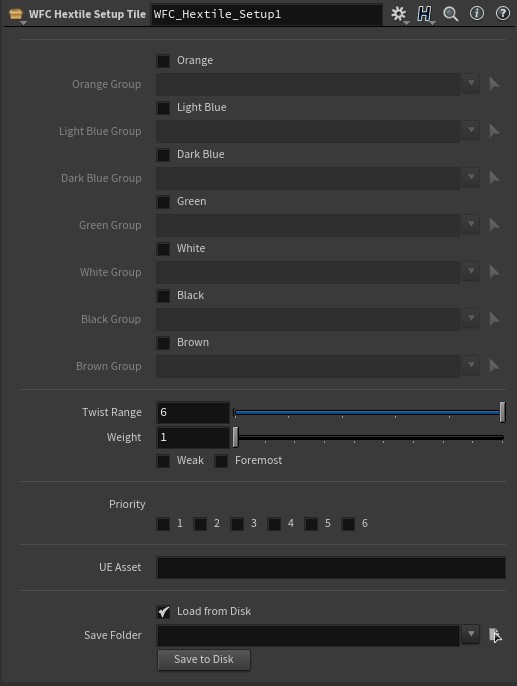 WFC Hextile Setup Tile WFC_Hextile_Setup1
Orange
Orange Group
Light Blue
Light Blue Group
Dark Blue
Dark Blue Group
Green
Green Group
White
White Group
Black
Black Group
Brown
Brown Group
Twist Range 6
Weight 1
Weak Foremost
Priority
1 2 3 4 5 6
UE Asset
Load from Disk
Save Folder
Save to Disk